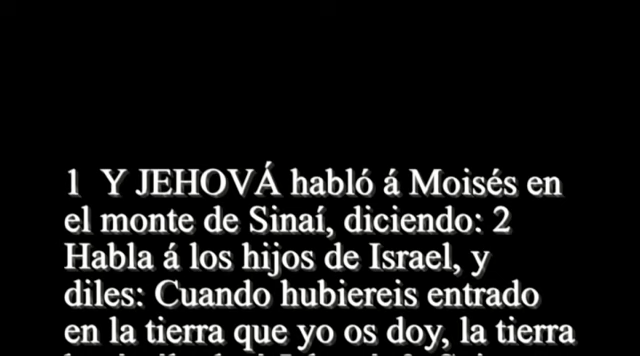 1 Y JEHOVÁ habló á Moisés en
el monte de Sinaí, diciendo: 2
Habla á los hijos de Israel, y
diles: Cuando hubiereis entrado
en la tierra que yo os doy, la tierra